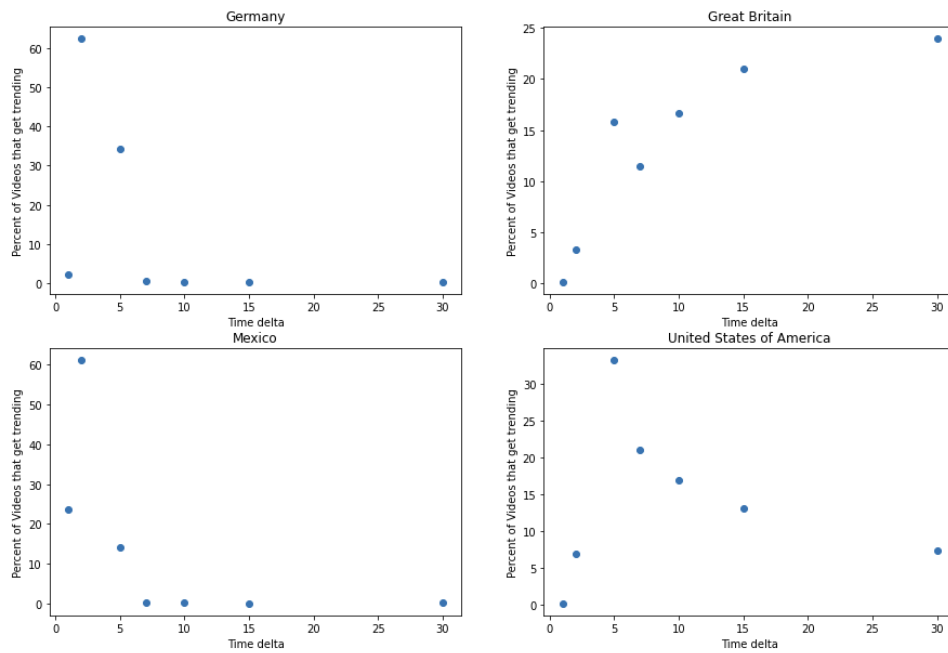 Germany
Percent of Videos that get trending
60
50
40
30
20
10
0
0 5 10 15 20 25 30
Time delta
Great Britain
Percent of Videos that get trending
25
20
15
10
5
0
0 5 10 15 20 25 30
Time delta
Mexico
Percent of Videos that get trending
60
50
40
30
20
10
0
0 5 10 15 20 25 30
Time delta
United States of America
Percent of Videos that get trending
30
25
20
15
10
5
0
0 5 10 15 20 25 30
Time delta